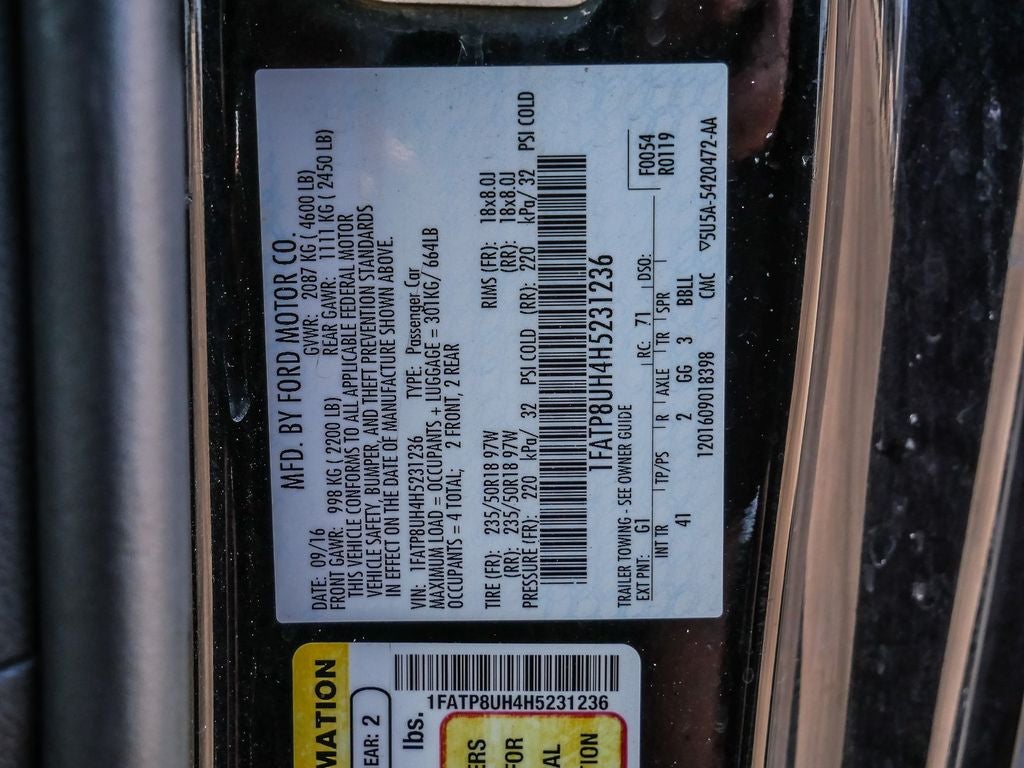 MFD. BY FORD MOTOR CO.
DATE: 09/16 GVWR: 2087 KG ( 4600 LB)
FRONT GAWR: 998 KG ( 2200 LB) REAR GAWR: 1111 KG ( 2450 LB)
THIS VEHICLE CONFORMS TO ALL APPLICABLE FEDERAL MOTOR
VEHICLE SAFETY, BUMPER, AND THEFT PREVENTION STANDARDS
IN EFFECT ON THE DATE OF MANUFACTURE SHOWN ABOVE.
VIN: 1FATP8UH4H5231236 TYPE: Passenger Car
MAXIMUM LOAD = OCCUPANTS + LUGGAGE = 301KG/ 664LB
OCCUPANTS = 4 TOTAL; 2 FRONT, 2 REAR
TIRE (FR): 235/50R18 97W RIMS (FR): 18x8.0J
(RR): 235/50R18 97W (RR): 18x8.0J
PRESSURE (FR): 220 kPa/ 32 PSI COLD (RR): 220 kPa/ 32 PSI COLD
1FATP8UH4H5231236
TRAILER TOWING - SEE OWNER GUIDE F0054
EXT PNT: G1 RC: 71 DSO: R0119
INT TR TP/PS R AXLE TR SPR
41 2 GG 3 BBLL
120160901 8398 CMC ▽5U5A-5420472-AA
MATION
EAR: 2
lbs.
1FATP8UH4H5231236
ERS
FOR
AL
TION